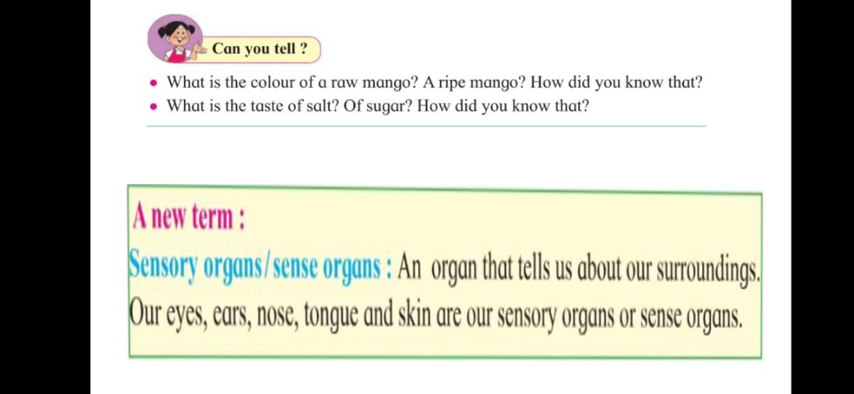 Can you tell ?
• What is the colour of a raw mango? A ripe mango? How did you know that?
• What is the taste of salt? Of sugar? How did you know that?
A new term :
Sensory organs/sense organs : An organ that tells us about our surroundings.
Our eyes, ears, nose, tongue and skin are our sensory organs or sense organs.